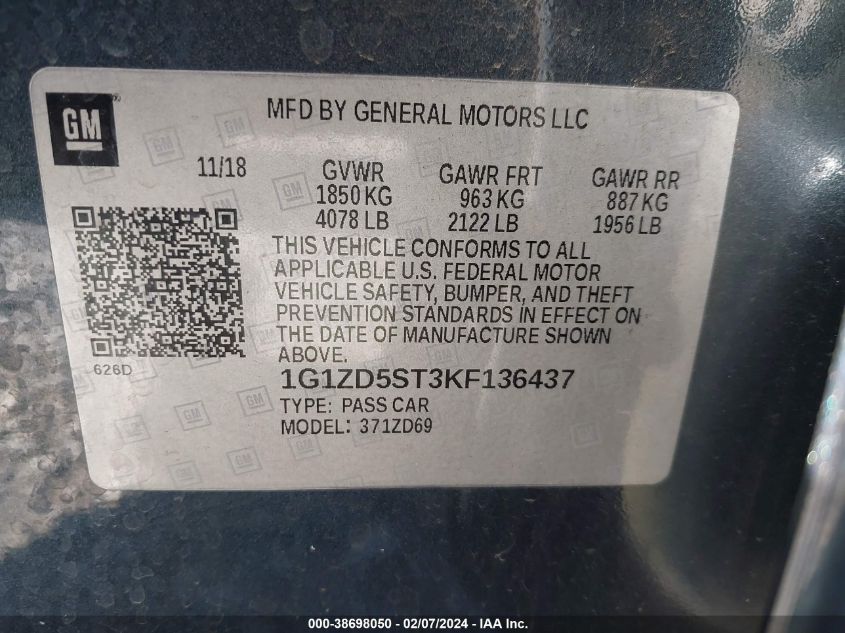 GM
MFD BY GENERAL MOTORS LLC
11/18 GVWR GAWR FRT GAWR RR
1850 KG 963 KG 887 KG
4078 LB 2122 LB 1956 LB
THIS VEHICLE CONFORMS TO ALL
APPLICABLE U.S. FEDERAL MOTOR
VEHICLE SAFETY, BUMPER, AND THEFT
PREVENTION STANDARDS IN EFFECT ON
THE DATE OF MANUFACTURE SHOWN
ABOVE.
626D
1G1ZD5ST3KF136437
TYPE: PASS CAR
MODEL: 371ZD69
000-38698050 - 02/07/2024 - IAA Inc.